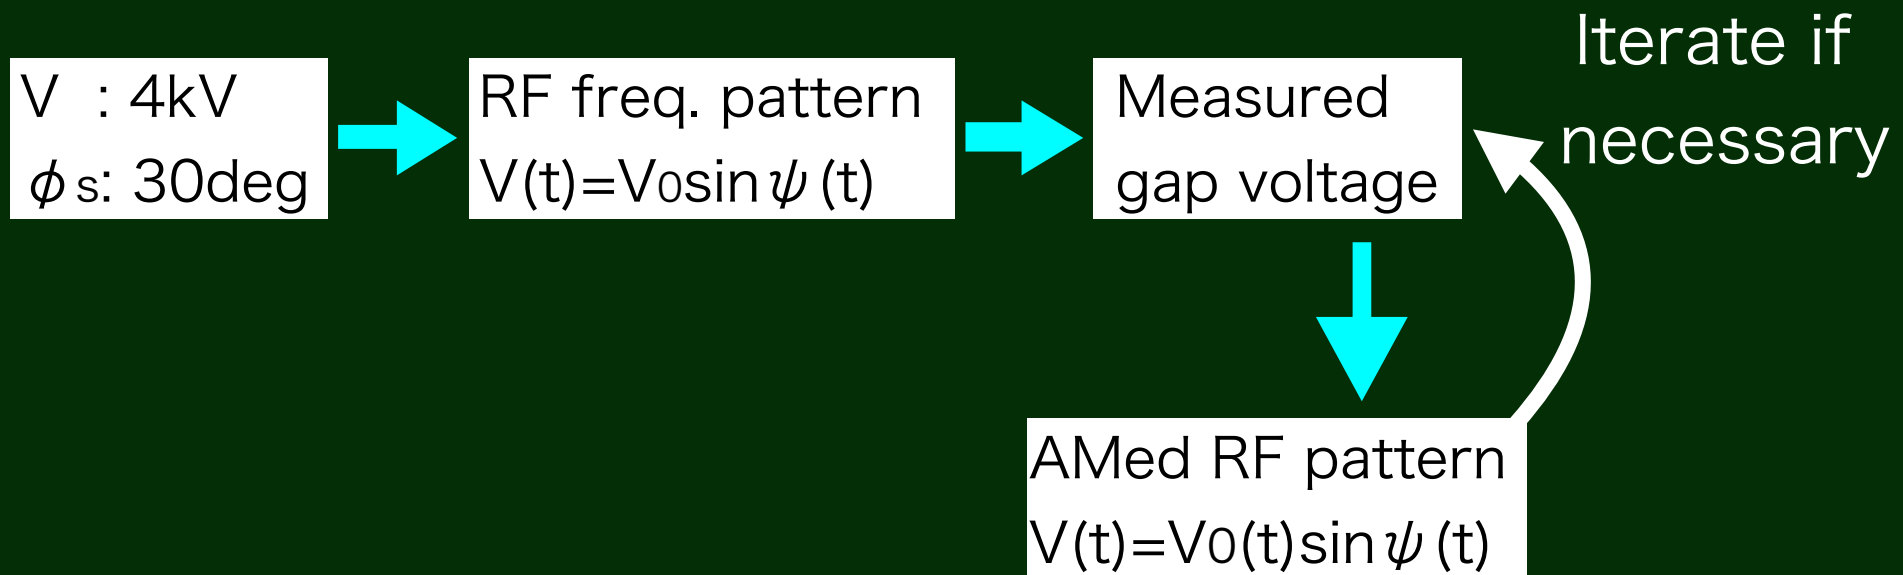 V : 4kV
ϕs: 30deg
RF freq. pattern
V(t)=V0sinψ(t)
Measured
gap voltage
Iterate if
necessary
AMed RF pattern
V(t)=V0(t)sinψ(t)